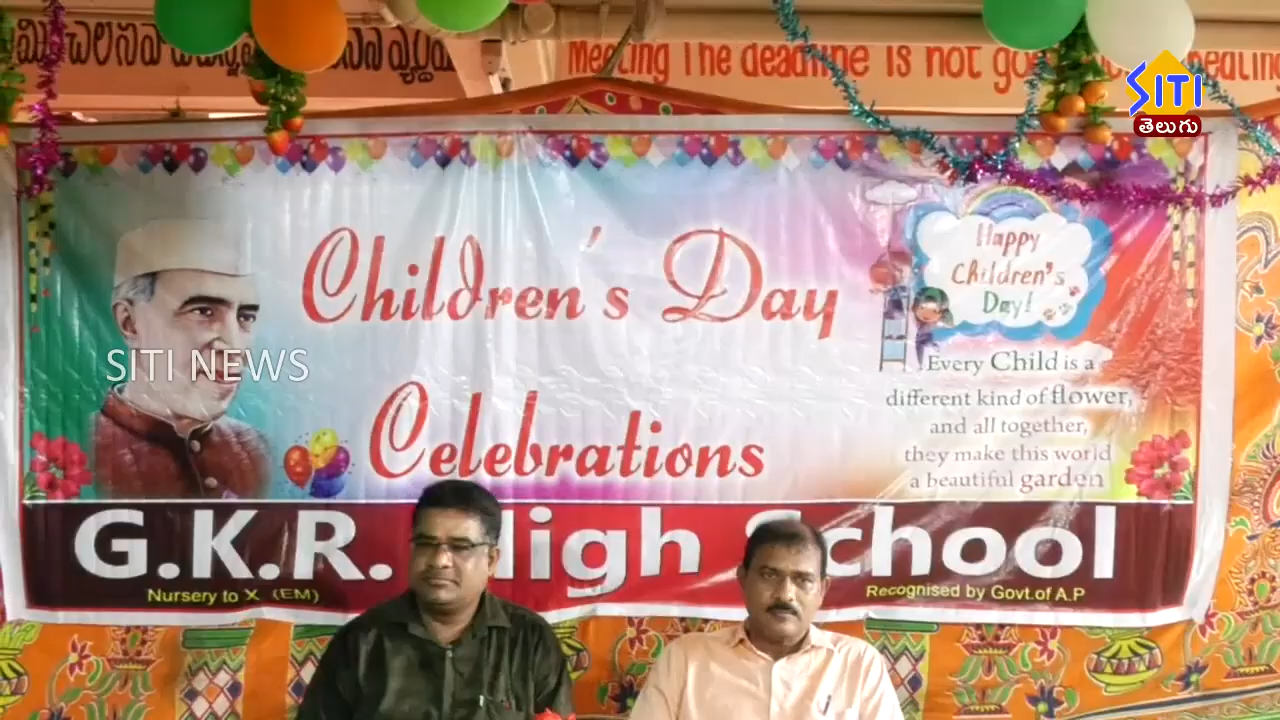 Meeting The deadline is not
SITI
తెలుగు
Children's Day
Celebrations
SITI NEWS
Happy
Children's
Day!
Every Child is a
different kind of flower,
and all together,
they make this world
a beautiful garden
G.K.R. High School
Nursery to X (EM)
Recognised by Govt.of A.P